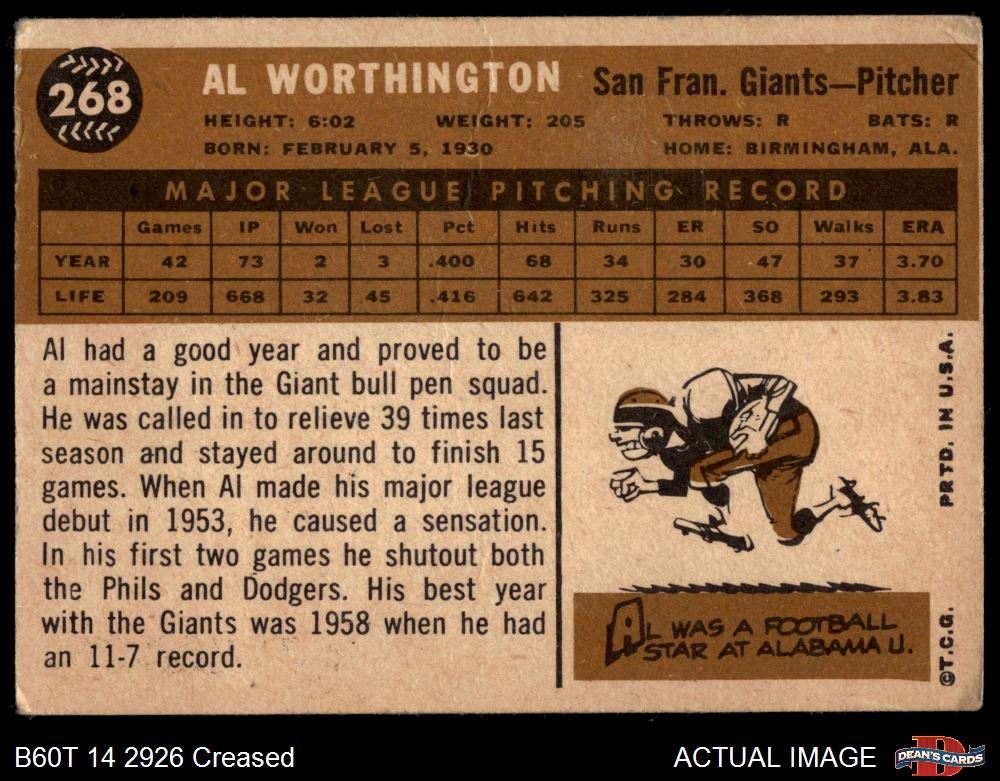 268
AL WORTHINGTON San Fran. Giants—Pitcher
HEIGHT: 6:02 WEIGHT: 205 THROWS: R BATS: R
BORN: FEBRUARY 5, 1930 HOME: BIRMINGHAM, ALA.
MAJOR LEAGUE PITCHING RECORD
Games IP Won Lost Pct Hits Runs ER SO Walks ERA
YEAR 42 73 2 3 .400 68 34 30 47 37 3.70
LIFE 209 668 32 45 .416 642 325 284 368 293 3.83
Al had a good year and proved to be
a mainstay in the Giant bull pen squad.
He was called in to relieve 39 times last
season and stayed around to finish 15
games. When Al made his major league
debut in 1953, he caused a sensation.
In his first two games he shutout both
the Phils and Dodgers. His best year
with the Giants was 1958 when he had
an 11-7 record.
AL WAS A FOOTBALL
STAR AT ALABAMA U.
©T.C.G. PRTD. IN U.S.A.
B60T 14 2926 Creased ACTUAL IMAGE
D
DEAN'S CARDS